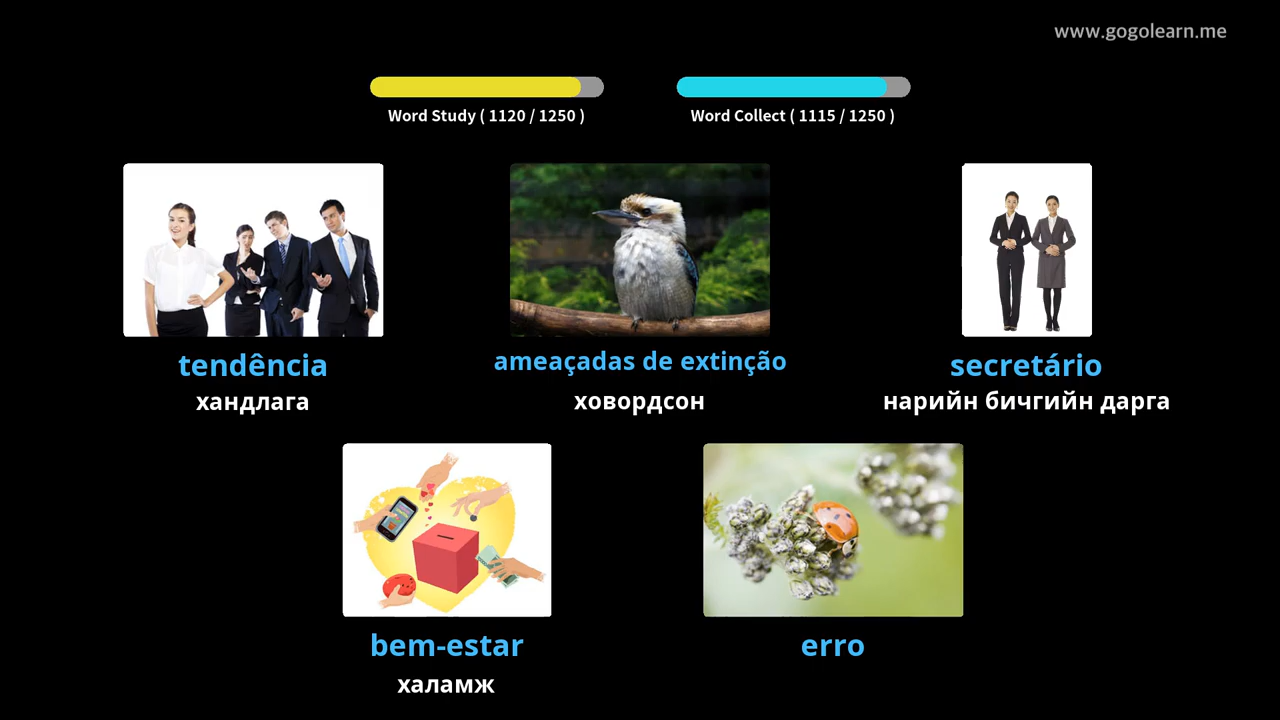 www.gogolearn.me
Word Study ( 1120 / 1250 )
Word Collect ( 1115 / 1250 )
tendência
хандлага
ameaçadas de extinção
ховордсон
secretário
нарийн бичгийн дарга
bem-estar
халамж
erro